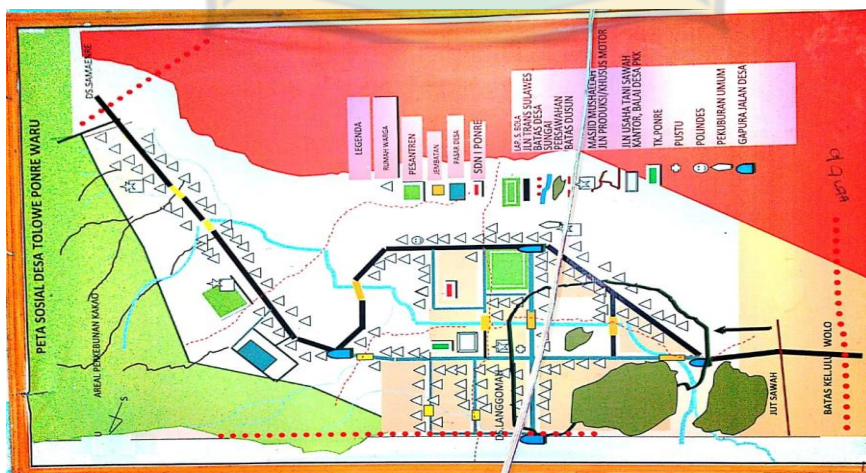 PETA SOSIAL DESA TOLOWE PONRE WARU
DS.SAMAENRE
AREAL PERKEBUNAN KAKAO
U
S
LEGENDA
RUMAH WARGA
PESANTREN
JEMBATAN
PASAR DESA
SDN I PONRE
LAP. S. BOLA
JLN TRANS SULAWES
BATAS DESA
SUNGAI
PERSAWAHAN
BATAS DUSUN
MASJID MUSHALLAH
JLN PRODUKSI/KHUSUS MOTOR
JLN USAHA TANI SAWAH
KANTOR, BALAI DESA PKK
TK.PONRE
PUSTU
POLINDES
PEKUBURAN UMUM
GAPURA JALAN DESA
DS.LANGGOMALI
JUT SAWAH
BATAS KEL.ULU WOLO